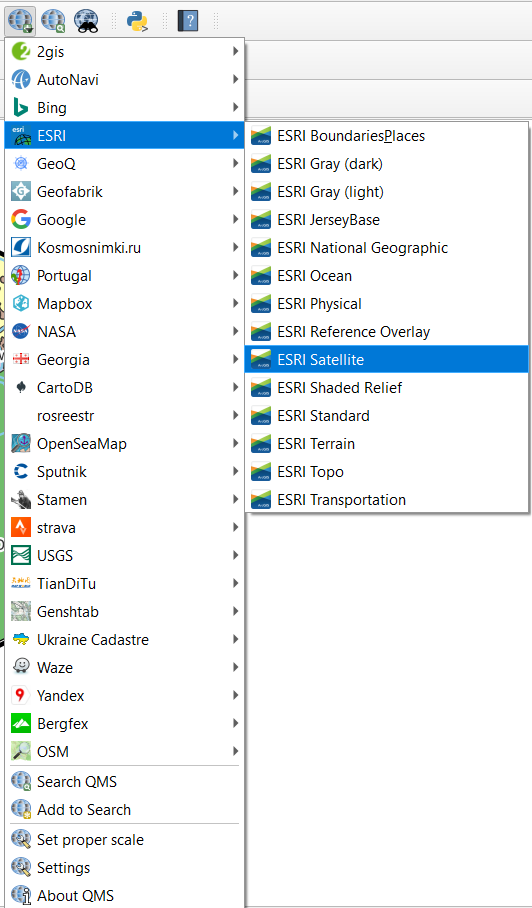 2gis
AutoNavi
Bing
ESRI
GeoQ
Geofabrik
Google
Kosmosnimki.ru
Portugal
Mapbox
NASA
Georgia
CartoDB
rosreestr
OpenSeaMap
Sputnik
Stamen
strava
USGS
TianDiTu
Genshtab
Ukraine Cadastre
Waze
Yandex
Bergfex
OSM
Search QMS
Add to Search
Set proper scale
Settings
About QMS
ESRI BoundariesPlaces
ESRI Gray (dark)
ESRI Gray (light)
ESRI JerseyBase
ESRI National Geographic
ESRI Ocean
ESRI Physical
ESRI Reference Overlay
ESRI Satellite
ESRI Shaded Relief
ESRI Standard
ESRI Terrain
ESRI Topo
ESRI Transportation